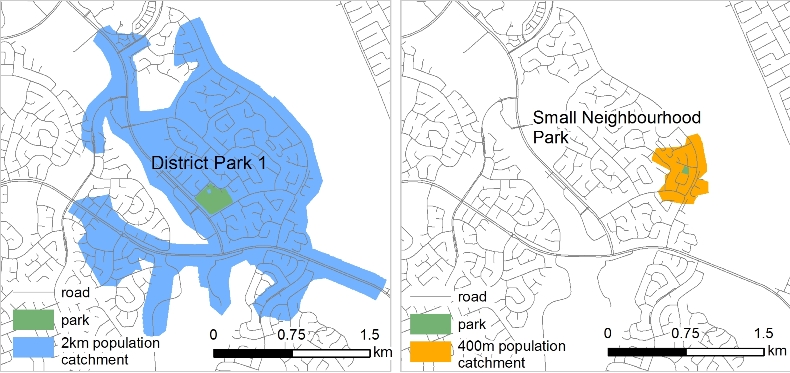 District Park 1
road
park
2km population
catchment
0 0.75 1.5
km
Small Neighbourhood
Park
road
park
400m population
catchment
0 0.75 1.5
km